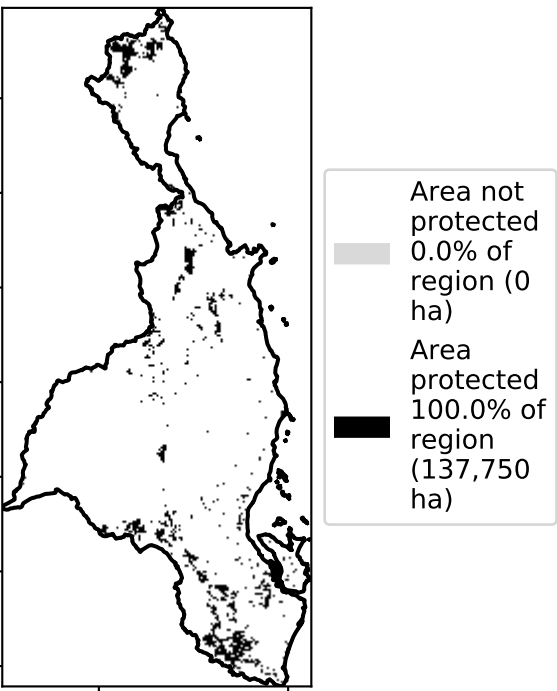 Area not
protected
0.0% of
region (0
ha)
Area
protected
100.0% of
region
(137,750
ha)